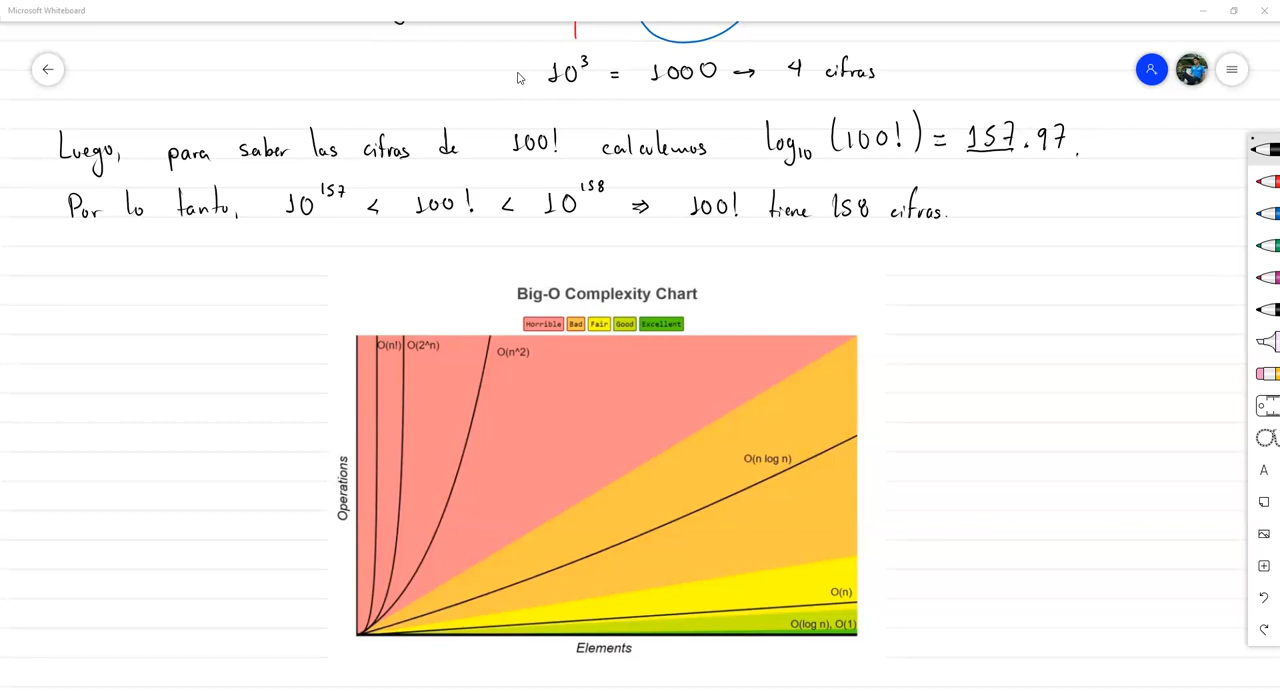 Microsoft Whiteboard
10³ = 1000 → 4 cifras
Luego, para saber las cifras de 100! calculemos log₁₀ (100!) = 157.97.
Por lo tanto, 10¹⁵⁷ < 100! < 10¹⁵⁸ ⇒ 100! tiene 158 cifras.
Big-O Complexity Chart
Horrible Bad Fair Good Excellent
O(n!) O(2^n) O(n^2)
O(n log n)
Operations
O(n)
O(log n), O(1)
Elements
A